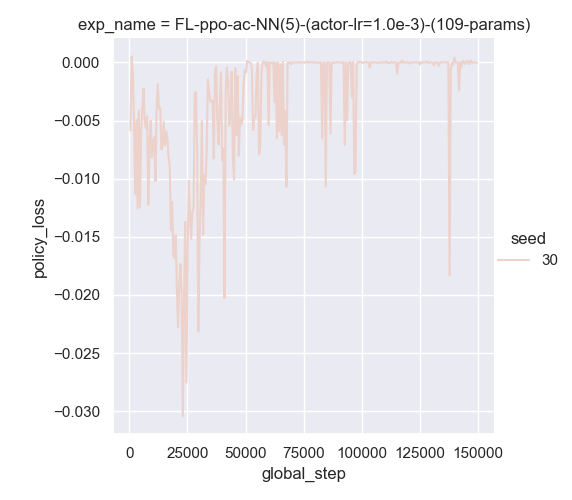 exp_name = FL-ppo-ac-NN(5)-(actor-lr=1.0e-3)-(109-params)
0.000
−0.005
−0.010
−0.015
−0.020
−0.025
−0.030
policy_loss
0 25000 50000 75000 100000 125000 150000
global_step
seed
30